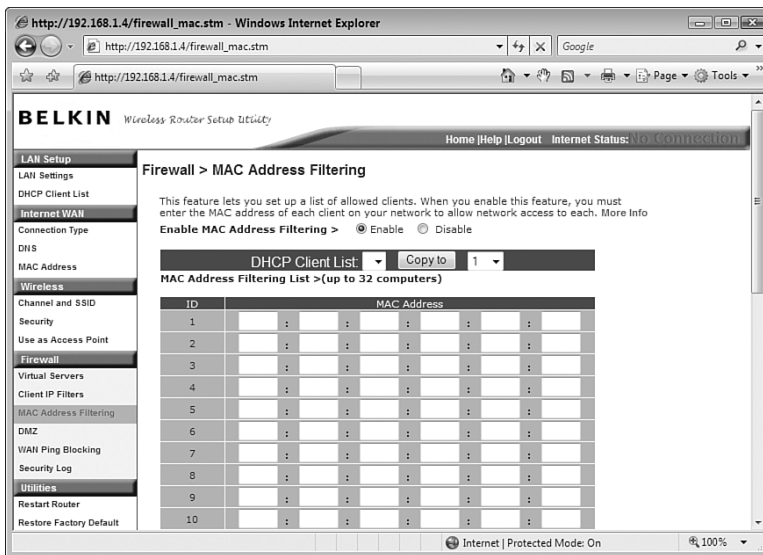 http://192.168.1.4/firewall_mac.stm - Windows Internet Explorer
http://192.168.1.4/firewall_mac.stm
Google
http://192.168.1.4/firewall_mac.stm
Page
Tools
BELKIN Wireless Router Setup Utility
Home |Help |Logout Internet Status:No Connection
LAN Setup
LAN Settings
DHCP Client List
Internet WAN
Connection Type
DNS
MAC Address
Wireless
Channel and SSID
Security
Use as Access Point
Firewall
Virtual Servers
Client IP Filters
MAC Address Filtering
DMZ
WAN Ping Blocking
Security Log
Utilities
Restart Router
Restore Factory Default
Firewall > MAC Address Filtering
This feature lets you set up a list of allowed clients. When you enable this feature, you must
enter the MAC address of each client on your network to allow network access to each. More Info
Enable MAC Address Filtering > Enable Disable
DHCP Client List: Copy to 1
MAC Address Filtering List >(up to 32 computers)
ID MAC Address
1 : : : : :
2 : : : : :
3 : : : : :
4 : : : : :
5 : : : : :
6 : : : : :
7 : : : : :
8 : : : : :
9 : : : : :
10 : : : : :
Internet | Protected Mode: On
100%